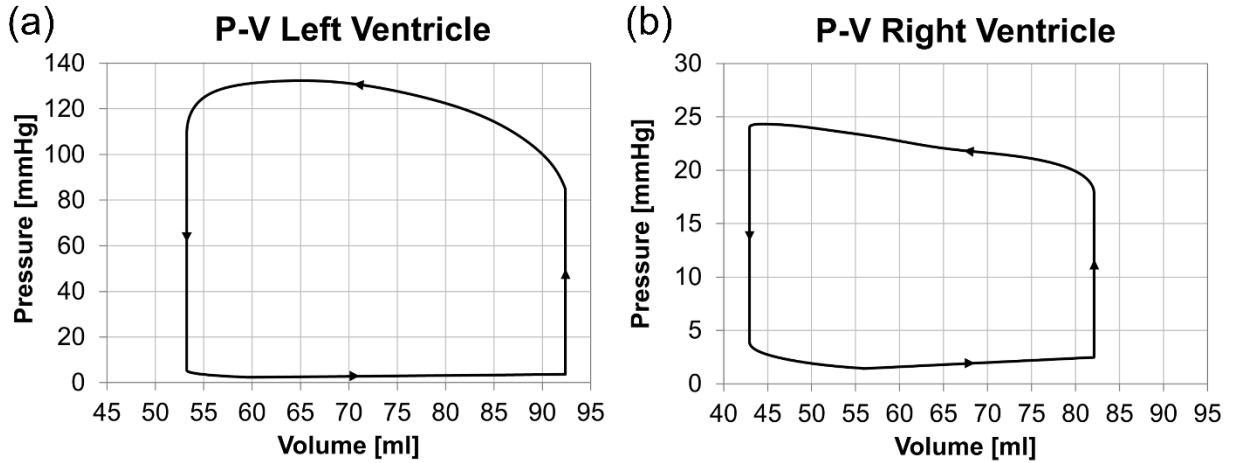 (a)
P-V Left Ventricle
Pressure [mmHg]
140
120
100
80
60
40
20
0
45 50 55 60 65 70 75 80 85 90 95
Volume [ml]
(b)
P-V Right Ventricle
Pressure [mmHg]
30
25
20
15
10
5
0
40 45 50 55 60 65 70 75 80 85 90 95
Volume [ml]